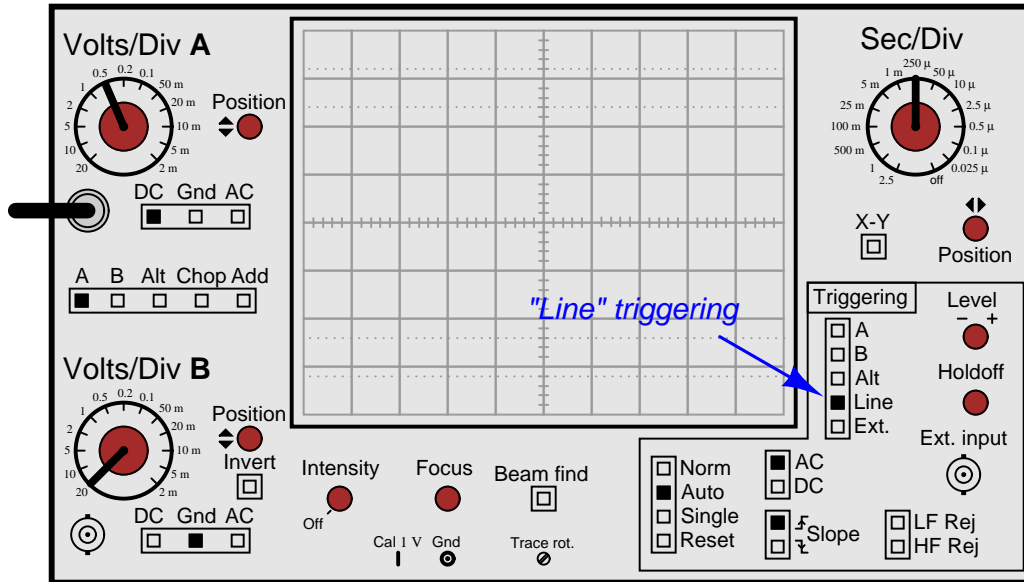 Volts/Div A
0.5 0.2 0.1
1 50 m
2 20 m
5 10 m
10 5 m
20 2 m
Position
DC Gnd AC
A B Alt Chop Add
Volts/Div B
0.5 0.2 0.1
1 50 m
2 20 m
5 10 m
10 5 m
20 2 m
Position
Invert
DC Gnd AC
"Line" triggering
Intensity
Off
Focus
Beam find
Cal 1 V Gnd
Trace rot.
Sec/Div
250 µ
1 m 50 µ
5 m 10 µ
25 m 2.5 µ
100 m 0.5 µ
500 m 0.1 µ
1 0.025 µ
2.5 off
X-Y
Position
Triggering
A
B
Alt
Line
Ext.
Level
- +
Holdoff
Ext. input
Norm
Auto
Single
Reset
AC
DC
Slope
LF Rej
HF Rej